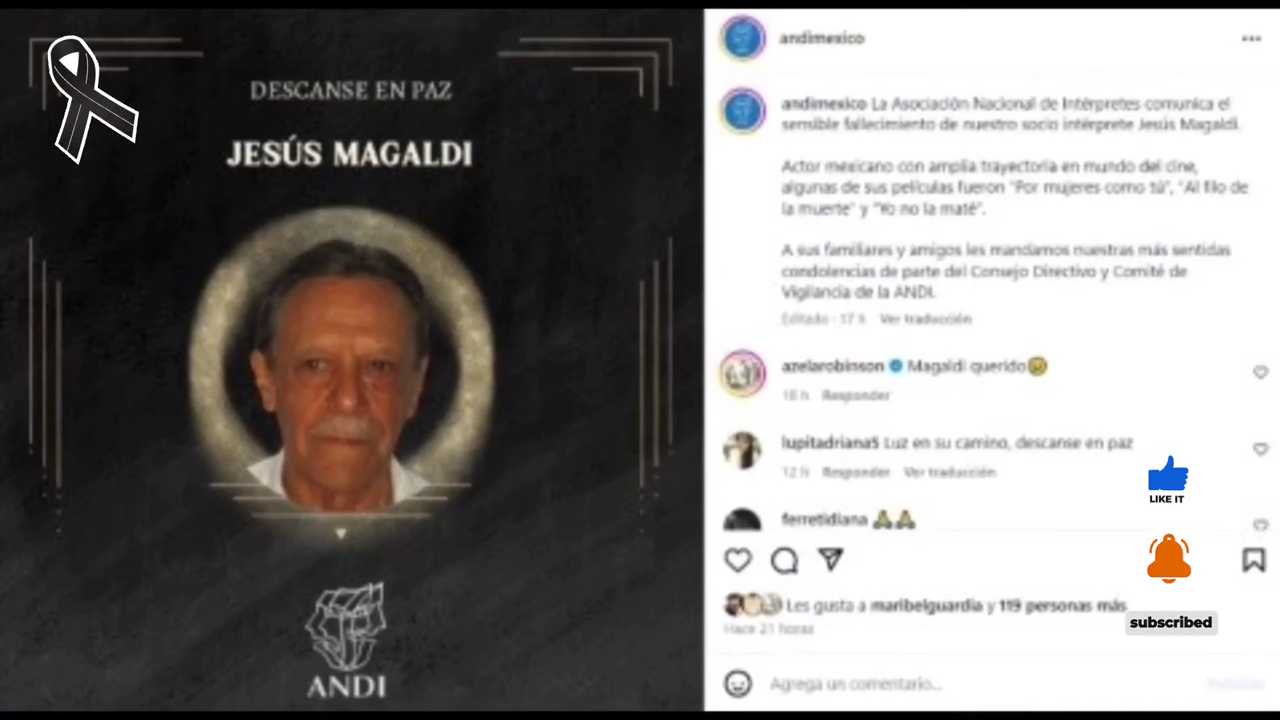 DESCANSE EN PAZ
JESÚS MAGALDI
ANDI
andimexico
andimexico La Asociación Nacional de Intérpretes comunica el
sensible fallecimiento de nuestro socio intérprete Jesús Magaldi.
Actor mexicano con amplia trayectoria en mundo del cine,
algunas de sus películas fueron "Por mujeres como tú", "Al filo de
la muerte" y "Yo no la maté".
A sus familiares y amigos les mandamos nuestras más sentidas
condolencias de parte del Consejo Directivo y Comité de
Vigilancia de la ANDI.
Editado · 17 h Ver traducción
azelarobinson Magaldi querido
18 h Responder
lupitadriana5 Luz en su camino, descanse en paz
12 h Responder Ver traducción
ferretidiana
Les gusta a maribelguardia y 119 personas más
Hace 21 horas
Agrega un comentario...
LIKE IT
subscribed